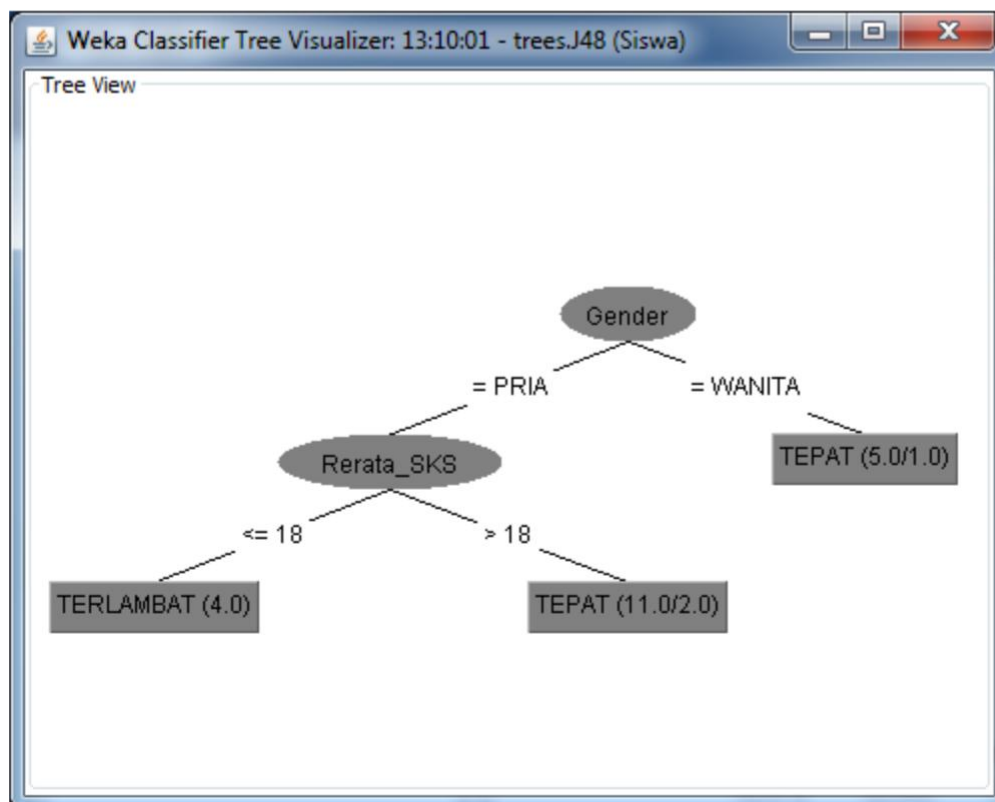 Weka Classifier Tree Visualizer: 13:10:01 - trees.J48 (Siswa)
Tree View
Gender
= PRIA
= WANITA
Rerata_SKS
TEPAT (5.0/1.0)
<= 18
> 18
TERLAMBAT (4.0)
TEPAT (11.0/2.0)